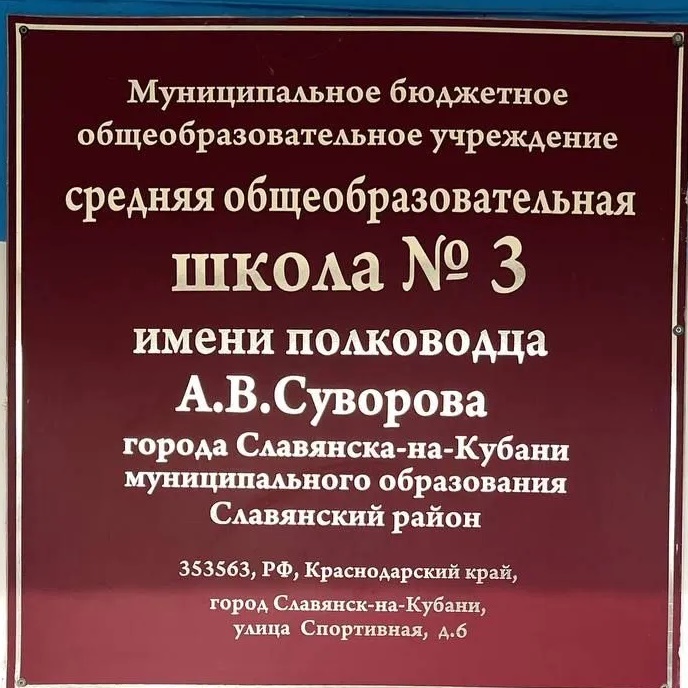 Муниципальное бюджетное
общеобразовательное учреждение
средняя общеобразовательная
школа № 3
имени полководца
А.В.Суворова
города Славянска-на-Кубани
муниципального образования
Славянский район
353563, РФ, Краснодарский край,
город Славянск-на-Кубани,
улица Спортивная, д.6